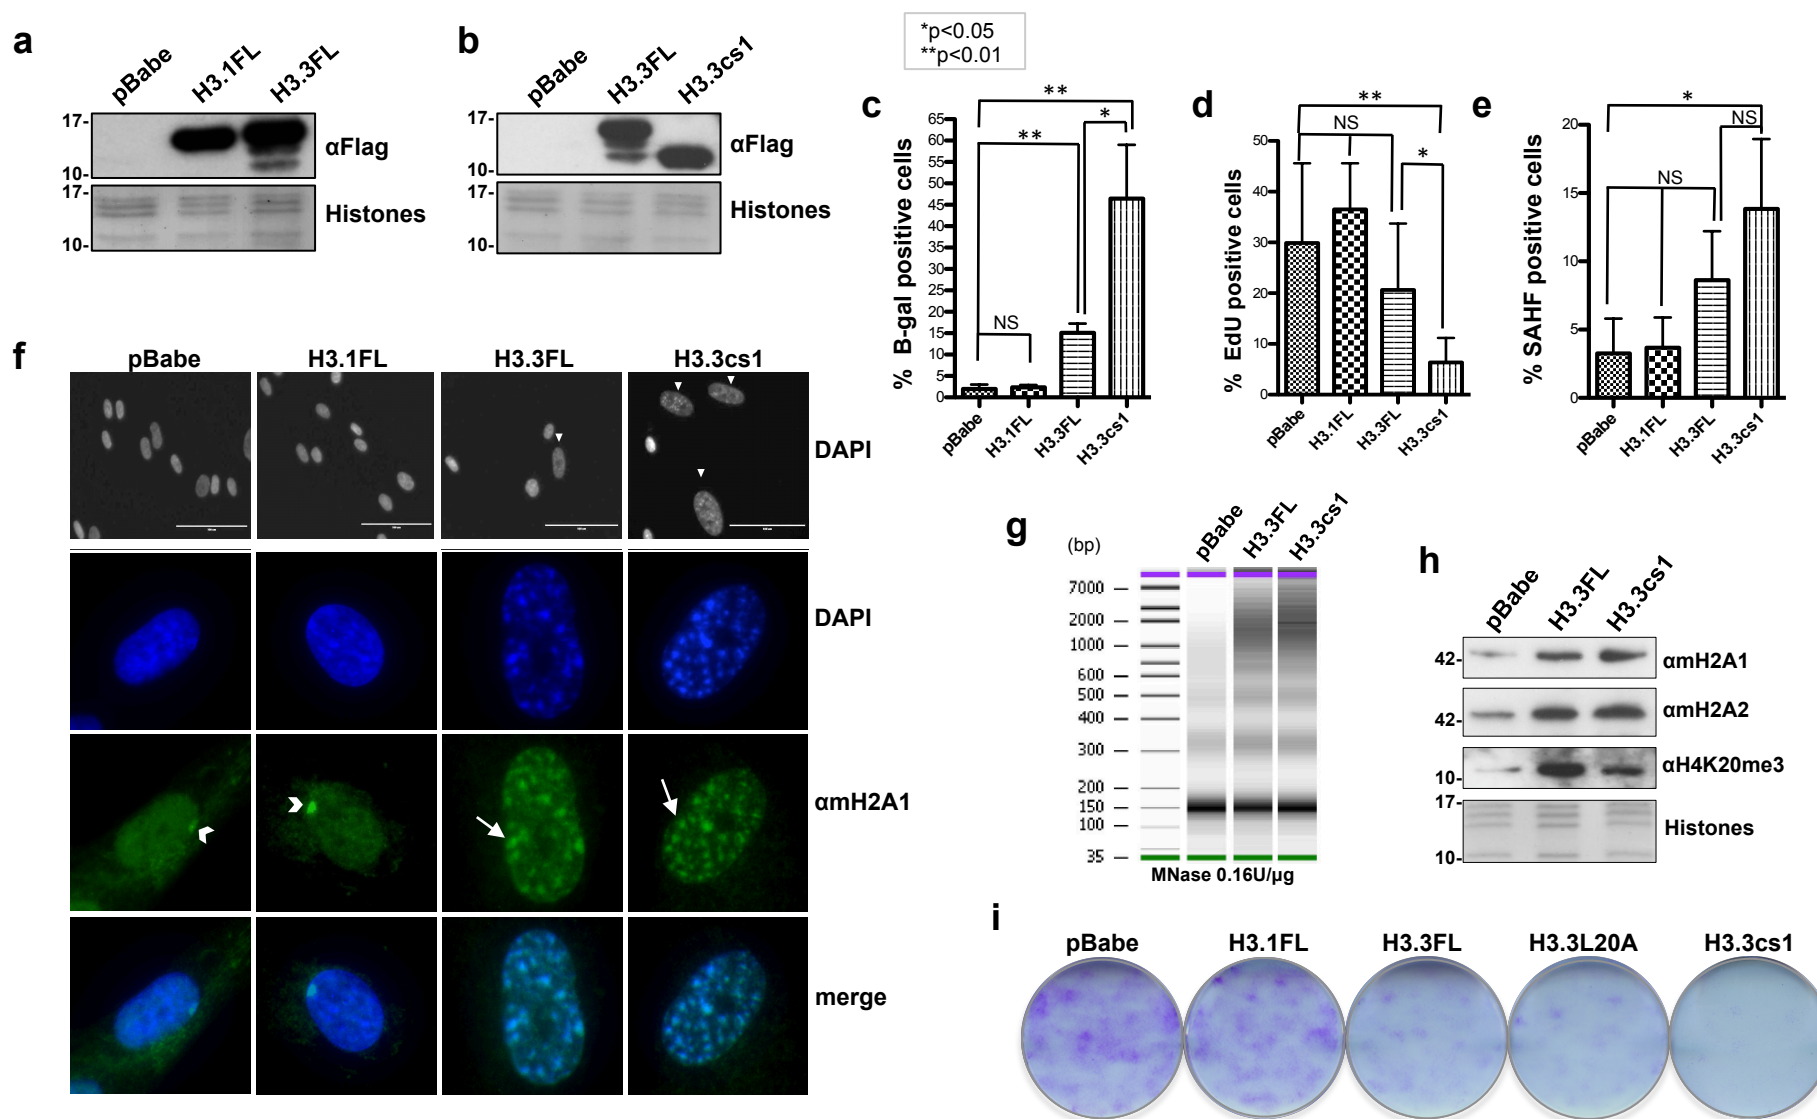 *p<0.05
**p<0.01
a
pBabe
H3.1FL
H3.3FL
17-
10-
αFlag
17-
10-
Histones
b
pBabe
H3.3FL
H3.3cs1
17-
10-
αFlag
17-
10-
Histones
c
% B-gal positive cells
65
60
55
50
45
40
35
30
25
20
15
10
5
0
**
**
*
NS
pBabe
H3.1FL
H3.3FL
H3.3cs1
d
% EdU positive cells
50
40
30
20
10
0
**
NS
*
pBabe
H3.1FL
H3.3FL
H3.3cs1
e
% SAHF positive cells
20
15
10
5
0
*
NS
NS
pBabe
H3.1FL
H3.3FL
H3.3cs1
f
pBabe
H3.1FL
H3.3FL
H3.3cs1
DAPI
DAPI
αmH2A1
merge
g
(bp)
pBabe
H3.3FL
H3.3cs1
7000
2000
1000
600
500
400
300
200
150
100
35
MNase 0.16U/µg
h
pBabe
H3.3FL
H3.3cs1
42-
αmH2A1
42-
αmH2A2
10-
αH4K20me3
17-
10-
Histones
i
pBabe
H3.1FL
H3.3FL
H3.3L20A
H3.3cs1